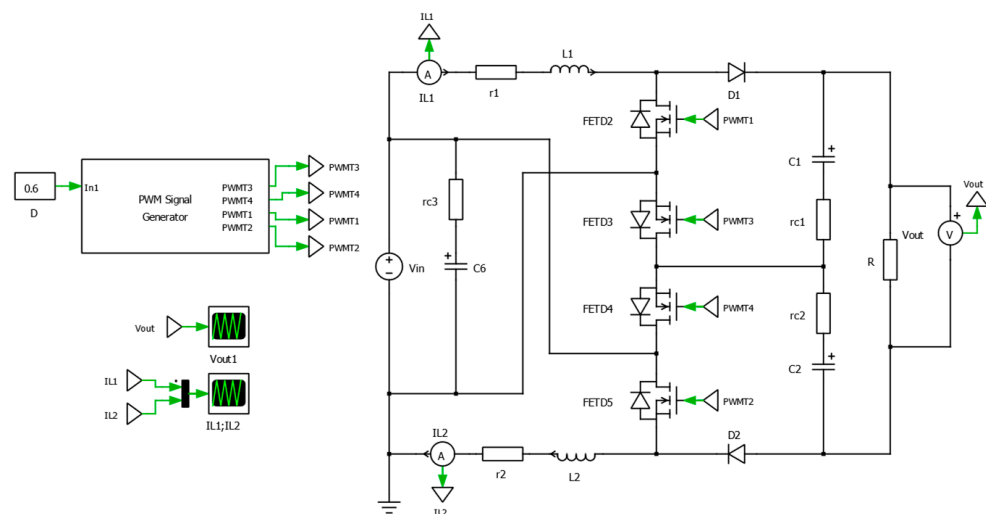 IL1
A
IL1
r1
L1
D1
FETD2
PWMT1
C1
+
rc3
+
C6
FETD3
PWMT3
rc1
R
Vout
Vout
+
V
Vin
+
−
FETD4
PWMT4
rc2
+
C2
FETD5
PWMT2
IL2
A
IL2
r2
L2
D2
0.6
D
In1
PWM Signal
Generator
PWMT3
PWMT4
PWMT1
PWMT2
PWMT3
PWMT4
PWMT1
PWMT2
Vout
Vout1
IL1
IL2
IL1;IL2